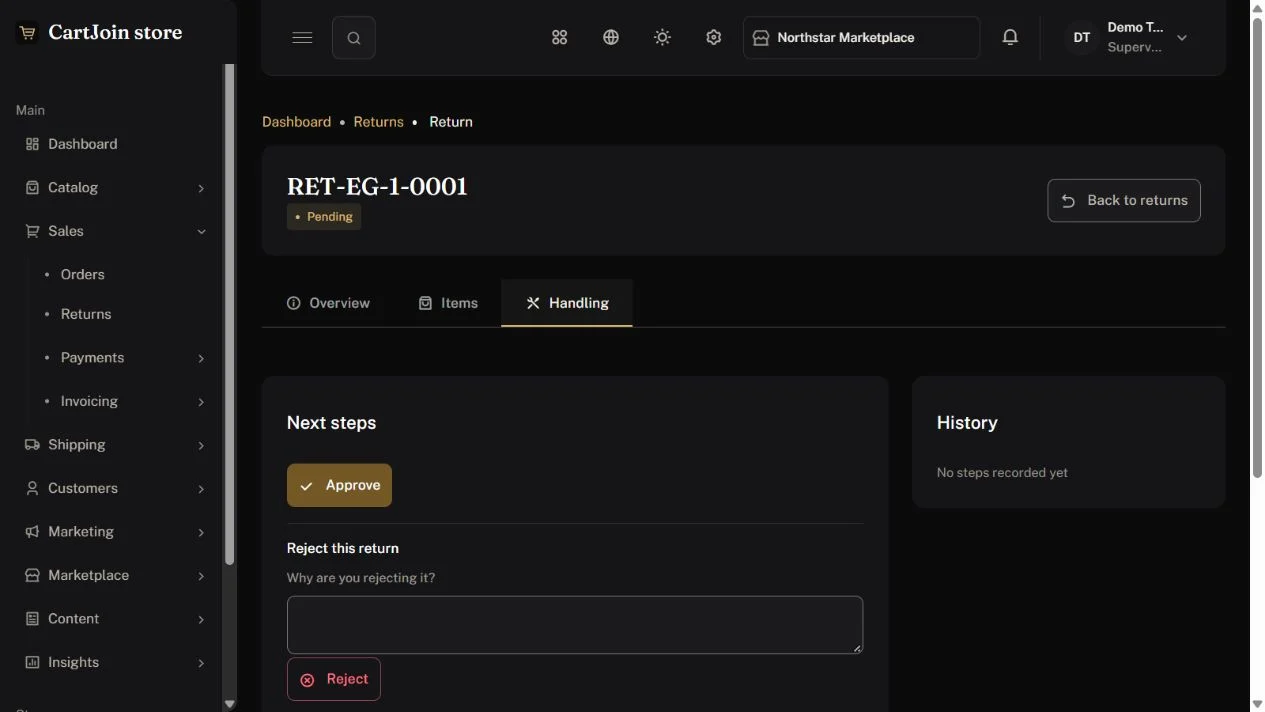 CartJoin store
Northstar Marketplace
DT
Demo T...
Superv...
Main
Dashboard
Catalog
Sales
Orders
Returns
Payments
Invoicing
Shipping
Customers
Marketing
Marketplace
Content
Insights
Dashboard • Returns • Return
RET-EG-1-0001
• Pending
Back to returns
Overview
Items
Handling
Next steps
Approve
Reject this return
Why are you rejecting it?
Reject
History
No steps recorded yet